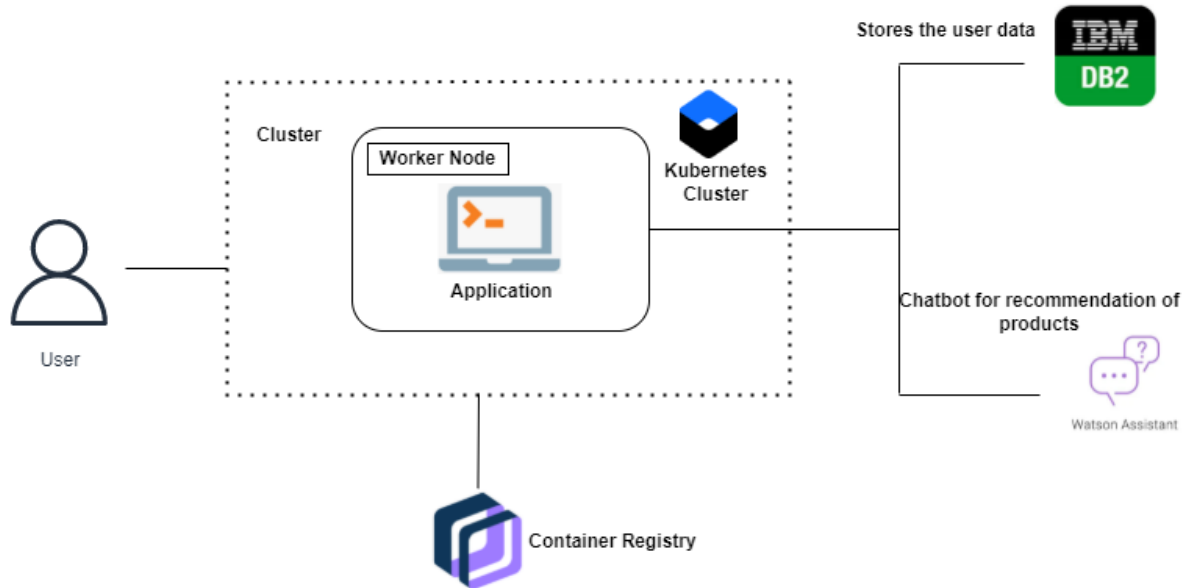 Stores the user data
IBM
DB2
Cluster
Worker Node
Kubernetes
Cluster
Application
User
Chatbot for recommendation of
products
?
Watson Assistant
Container Registry